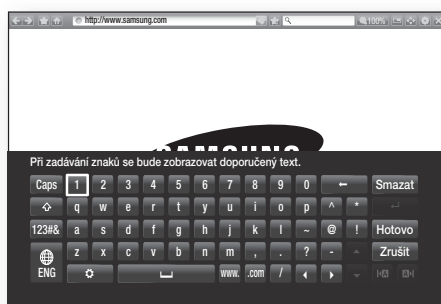 http://www.samsung.com 100%
SAMSUNG
Při zadávání znaků se bude zobrazovat doporučený text.
Caps 1 2 3 4 5 6 7 8 9 0 ← Smazat
q w e r t y u i o p ^ *
123#& a s d f g h j k l ~ @ ! Hotovo
z x c v b n m , . ? - Zrušit
ENG www. .com /